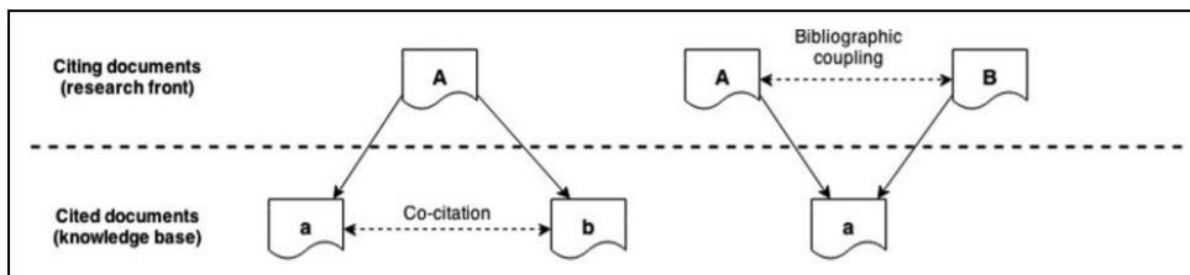 Citing documents
(research front)
A
A
Bibliographic
coupling
B
Cited documents
(knowledge base)
a
Co-citation
b
a